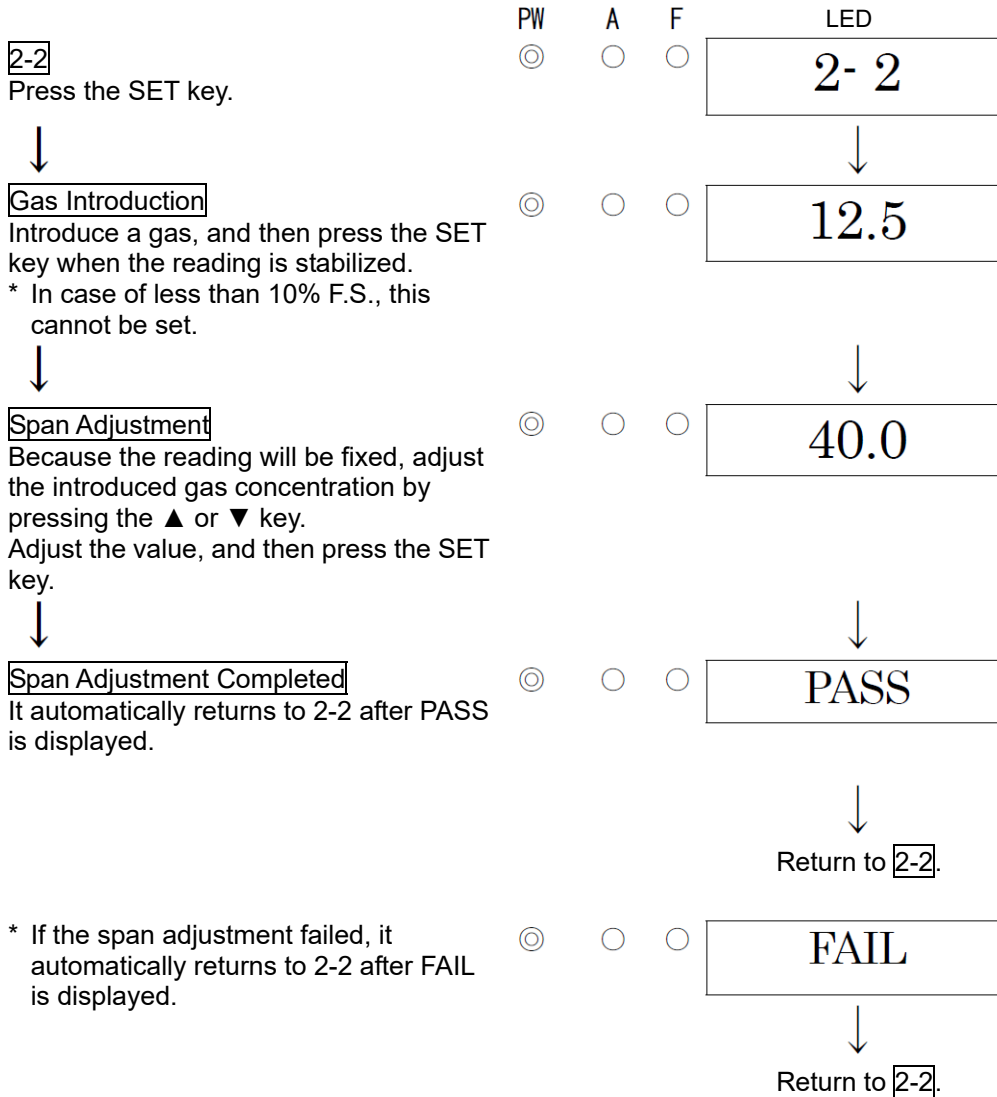 PW A F LED
2-2
Press the SET key.
2- 2
Gas Introduction
Introduce a gas, and then press the SET
key when the reading is stabilized.
* In case of less than 10% F.S., this
cannot be set.
12.5
Span Adjustment
Because the reading will be fixed, adjust
the introduced gas concentration by
pressing the ▲ or ▼ key.
Adjust the value, and then press the SET
key.
40.0
Span Adjustment Completed
It automatically returns to 2-2 after PASS
is displayed.
PASS
Return to 2-2.
* If the span adjustment failed, it
automatically returns to 2-2 after FAIL
is displayed.
FAIL
Return to 2-2.